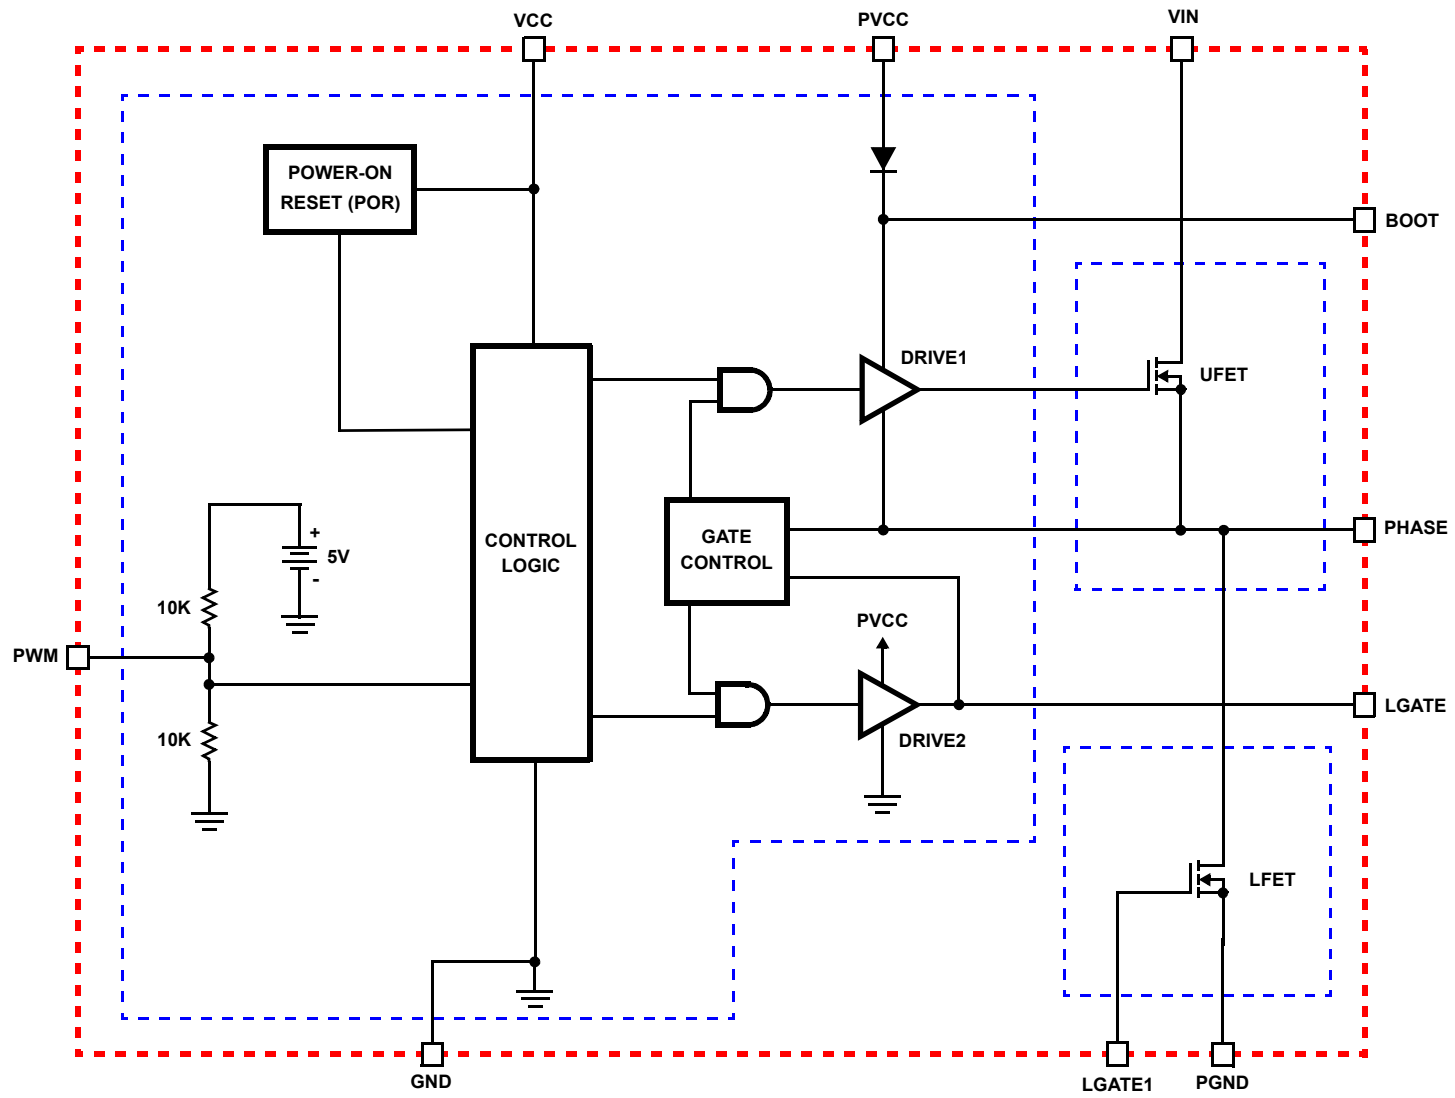 VCC
PVCC
VIN
POWER-ON
RESET (POR)
BOOT
DRIVE1
UFET
CONTROL
LOGIC
GATE
CONTROL
PHASE
+
5V
-
10K
PWM
PVCC
LGATE
10K
DRIVE2
LFET
GND
LGATE1
PGND